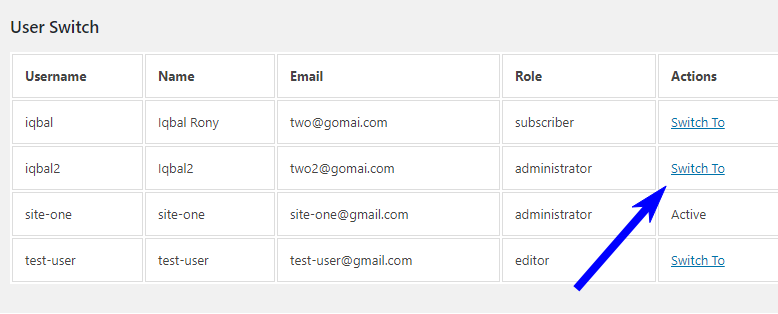 User Switch
Username Name Email Role Actions
iqbal Iqbal Rony two@gomai.com subscriber Switch To
iqbal2 Iqbal2 two2@gomai.com administrator Switch To
site-one site-one site-one@gmail.com administrator Active
test-user test-user test-user@gmail.com editor Switch To